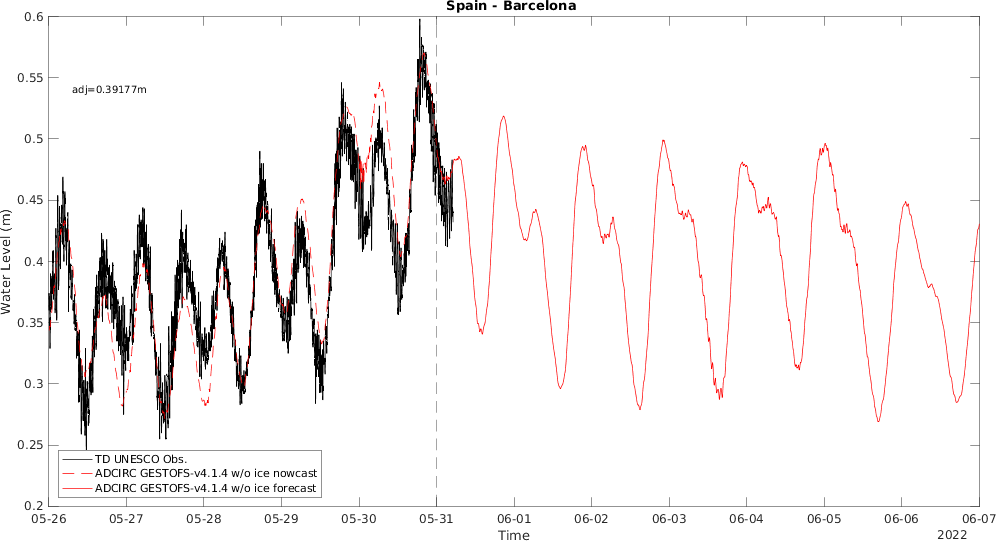 Spain - Barcelona
0.6
0.55
0.5
0.45
0.4
0.35
0.3
0.25
0.2
Water Level (m)
adj=0.39177m
TD UNESCO Obs.
ADCIRC GESTOFS-v4.1.4 w/o ice nowcast
ADCIRC GESTOFS-v4.1.4 w/o ice forecast
05-26 05-27 05-28 05-29 05-30 05-31 06-01 06-02 06-03 06-04 06-05 06-06 06-07
Time
2022